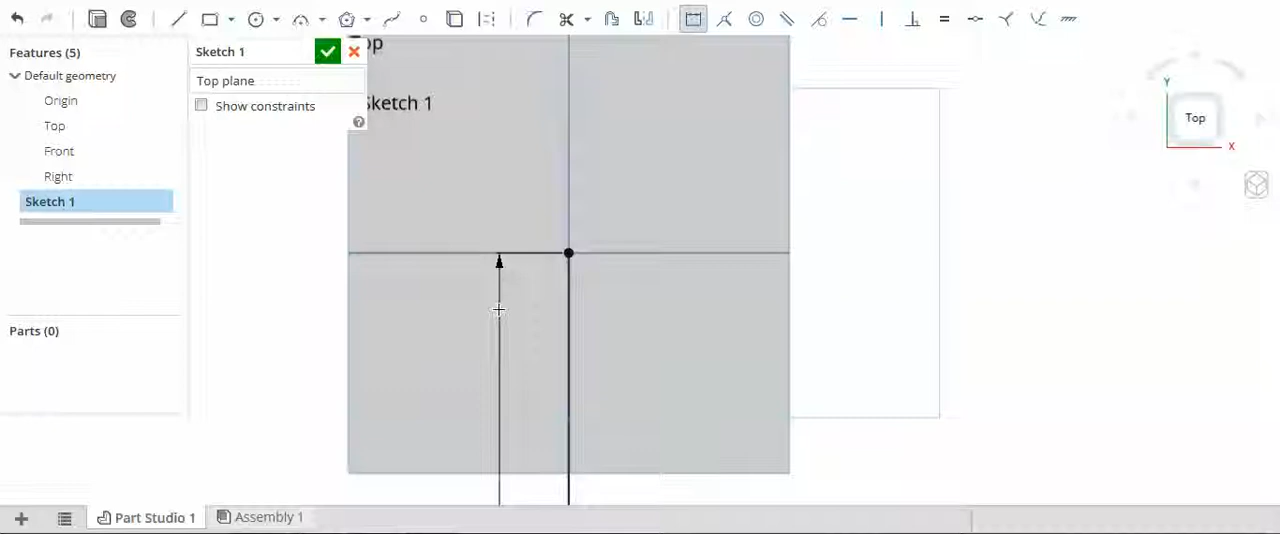 Features (5)
Default geometry
Origin
Top
Front
Right
Sketch 1
Parts (0)
Sketch 1
Top plane
Show constraints
?
Sketch 1
Y
Top
X
Part Studio 1
Assembly 1